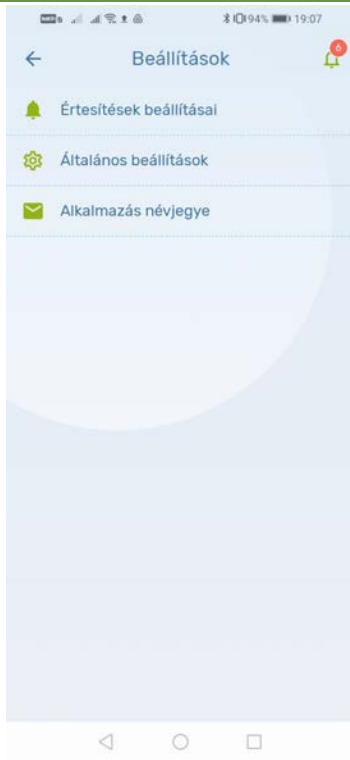 94% 19:07
Beállítások
6
Értesítések beállításai
Általános beállítások
Alkalmazás névjegye